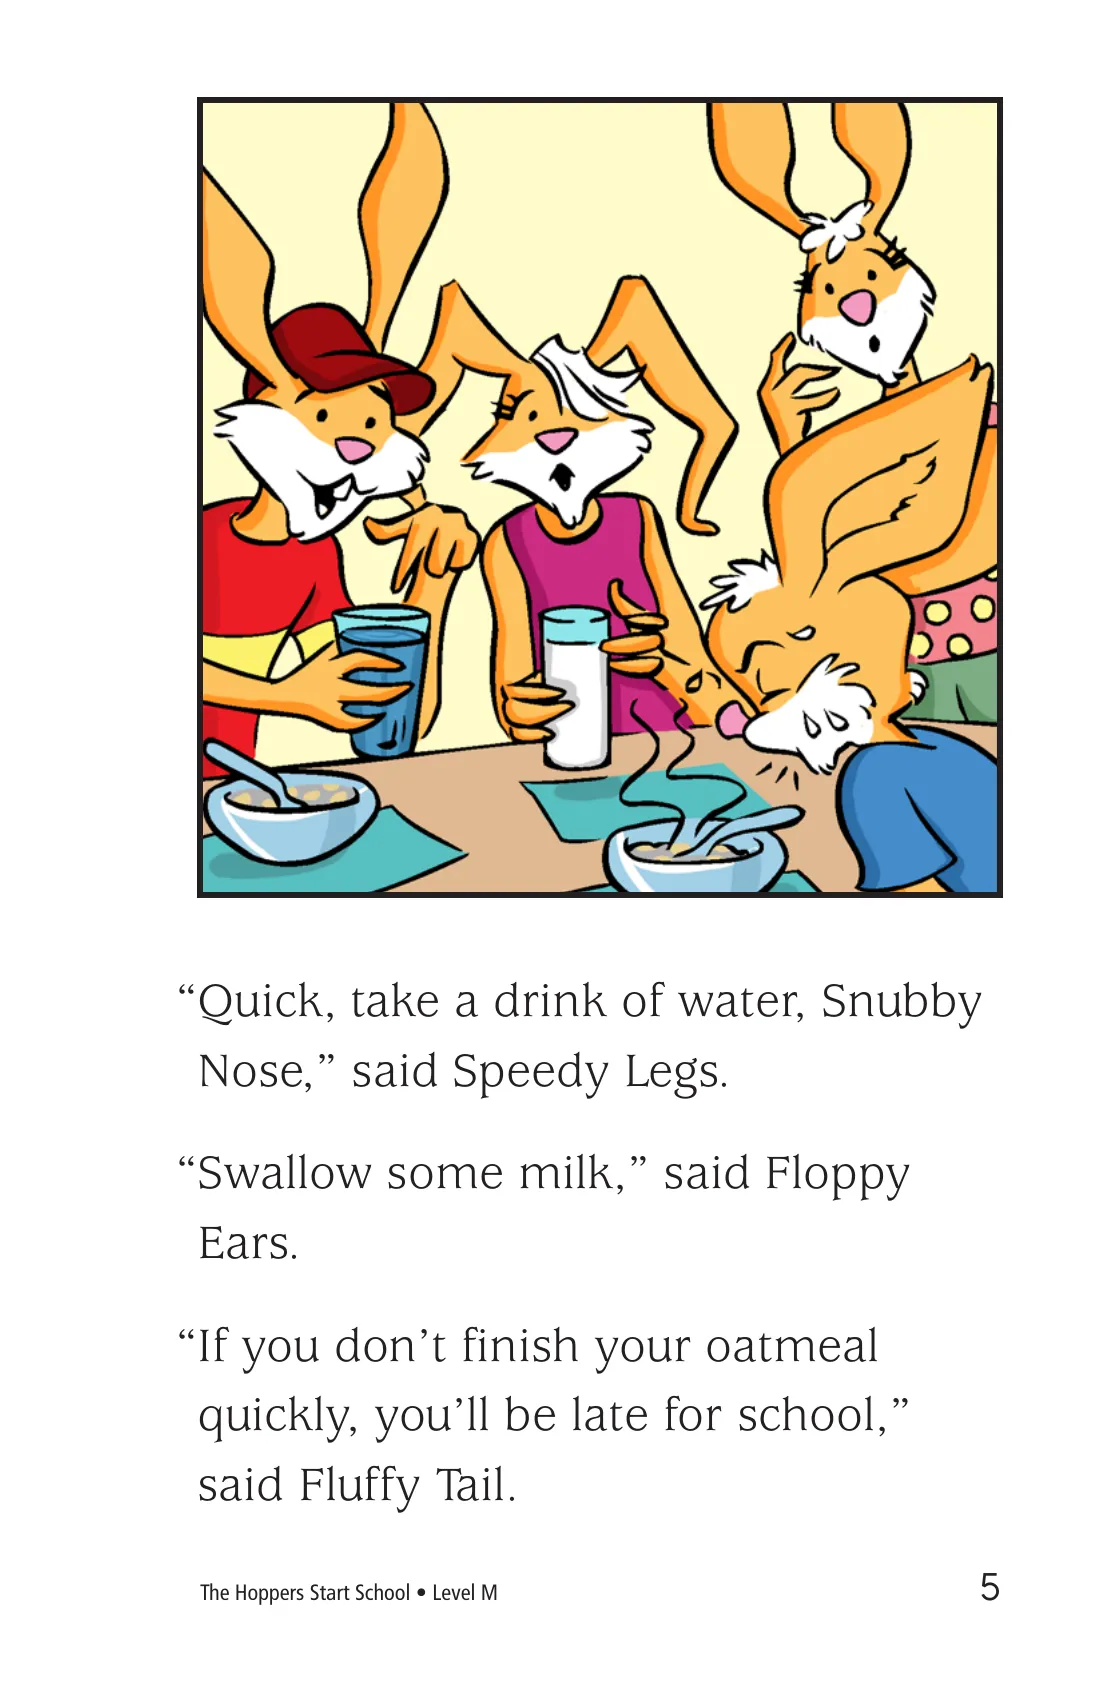 “Quick, take a drink of water, Snubby
Nose,” said Speedy Legs.
“Swallow some milk,” said Floppy
Ears.
“If you don’t finish your oatmeal
quickly, you’ll be late for school,”
said Fluffy Tail.
The Hoppers Start School • Level M
5